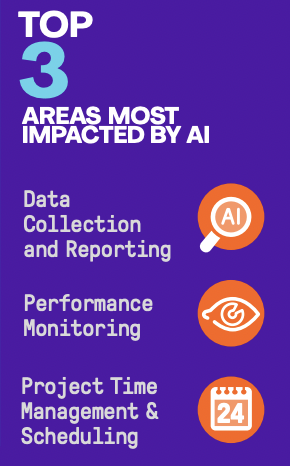 TOP
3
AREAS MOST
IMPACTED BY AI
Data
Collection
and Reporting
AI
Performance
Monitoring
Project Time
Management &
Scheduling
24